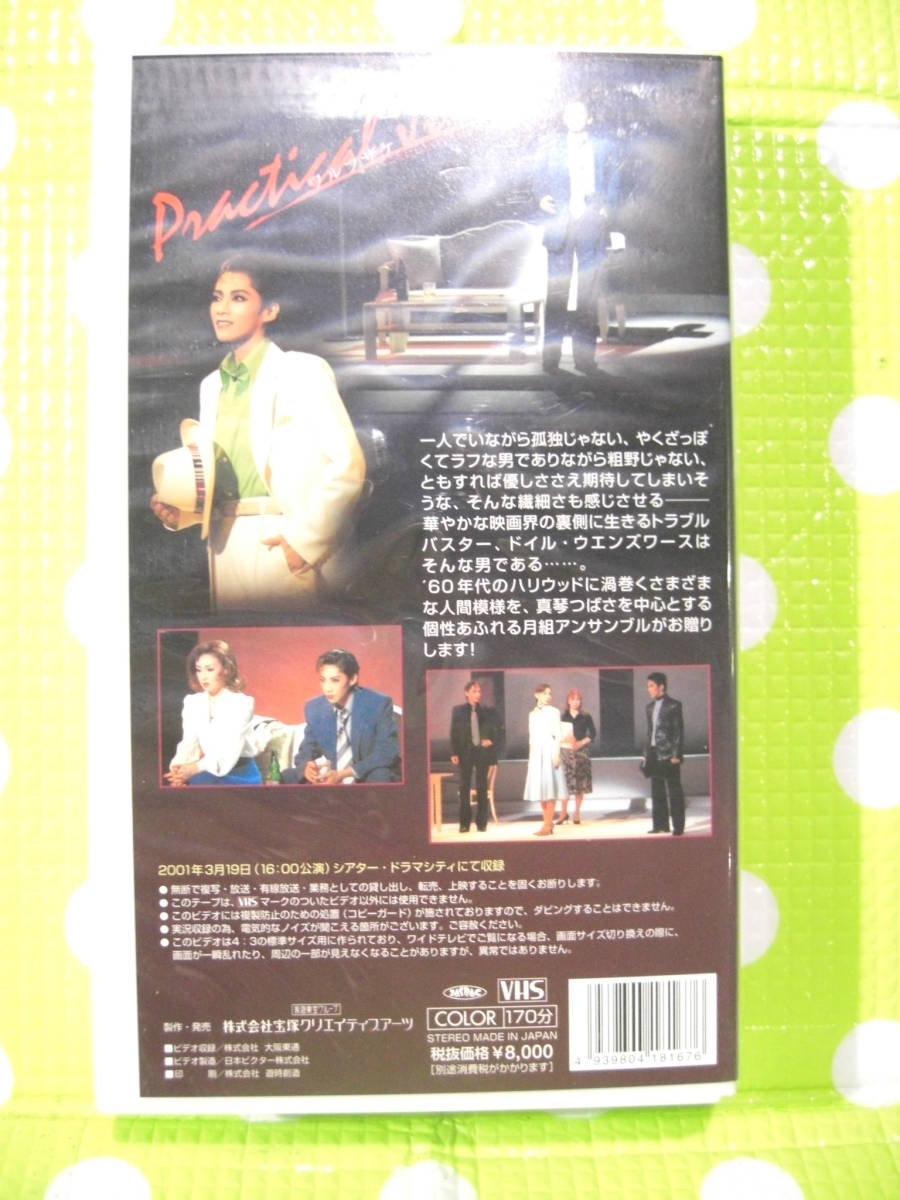 Practical
一人でいながら孤独じゃない、やくざっぽ
くてラフな男でありながら粗野じゃない、
ともすれば優しささえ期待してしまいそ
うな、そんな繊細さも感じさせる――
華やかな映画界の裏側に生きるトラブル
バスター、ドイル・ウエンズワースは
そんな男である……。
'60年代のハリウッドに渦巻くさまざま
な人間模様を、真琴つばさを中心とする
個性あふれる月組アンサンブルがお贈り
します!
2001年3月19日(16:00公演)シアター・ドラマシティにて収録
●無断で複写・放送・有線放送・業務としての貸し出し、転売、上映することを固くお断りします。
●このテープは、VHSマークのついたビデオ以外には使用できません。
●このビデオには複製防止のための処置(コピーガード)が施されておりますので、ダビングすることはできません。
●実況収録の為、電気的なノイズが聞こえる箇所がございます。ご容赦ください。
●このビデオは4:3の標準サイズ用に作られており、ワイドテレビでご覧になる場合、画面サイズ切り換えの際に、
画面が一瞬乱れたり、周辺の一部が見えなくなることがありますが、異常ではありません。
VHS
阪急東宝グループ
製作・発売 株式会社宝塚クリエイティブアーツ
COLOR 170分
STEREO MADE IN JAPAN
■ビデオ収録/株式会社 大阪東通
■ビデオ製造/日本ビクター株式会社
■印 刷/株式会社 遊時創造
税抜価格¥8,000
[別途消費税がかかります]
4 939804 181676